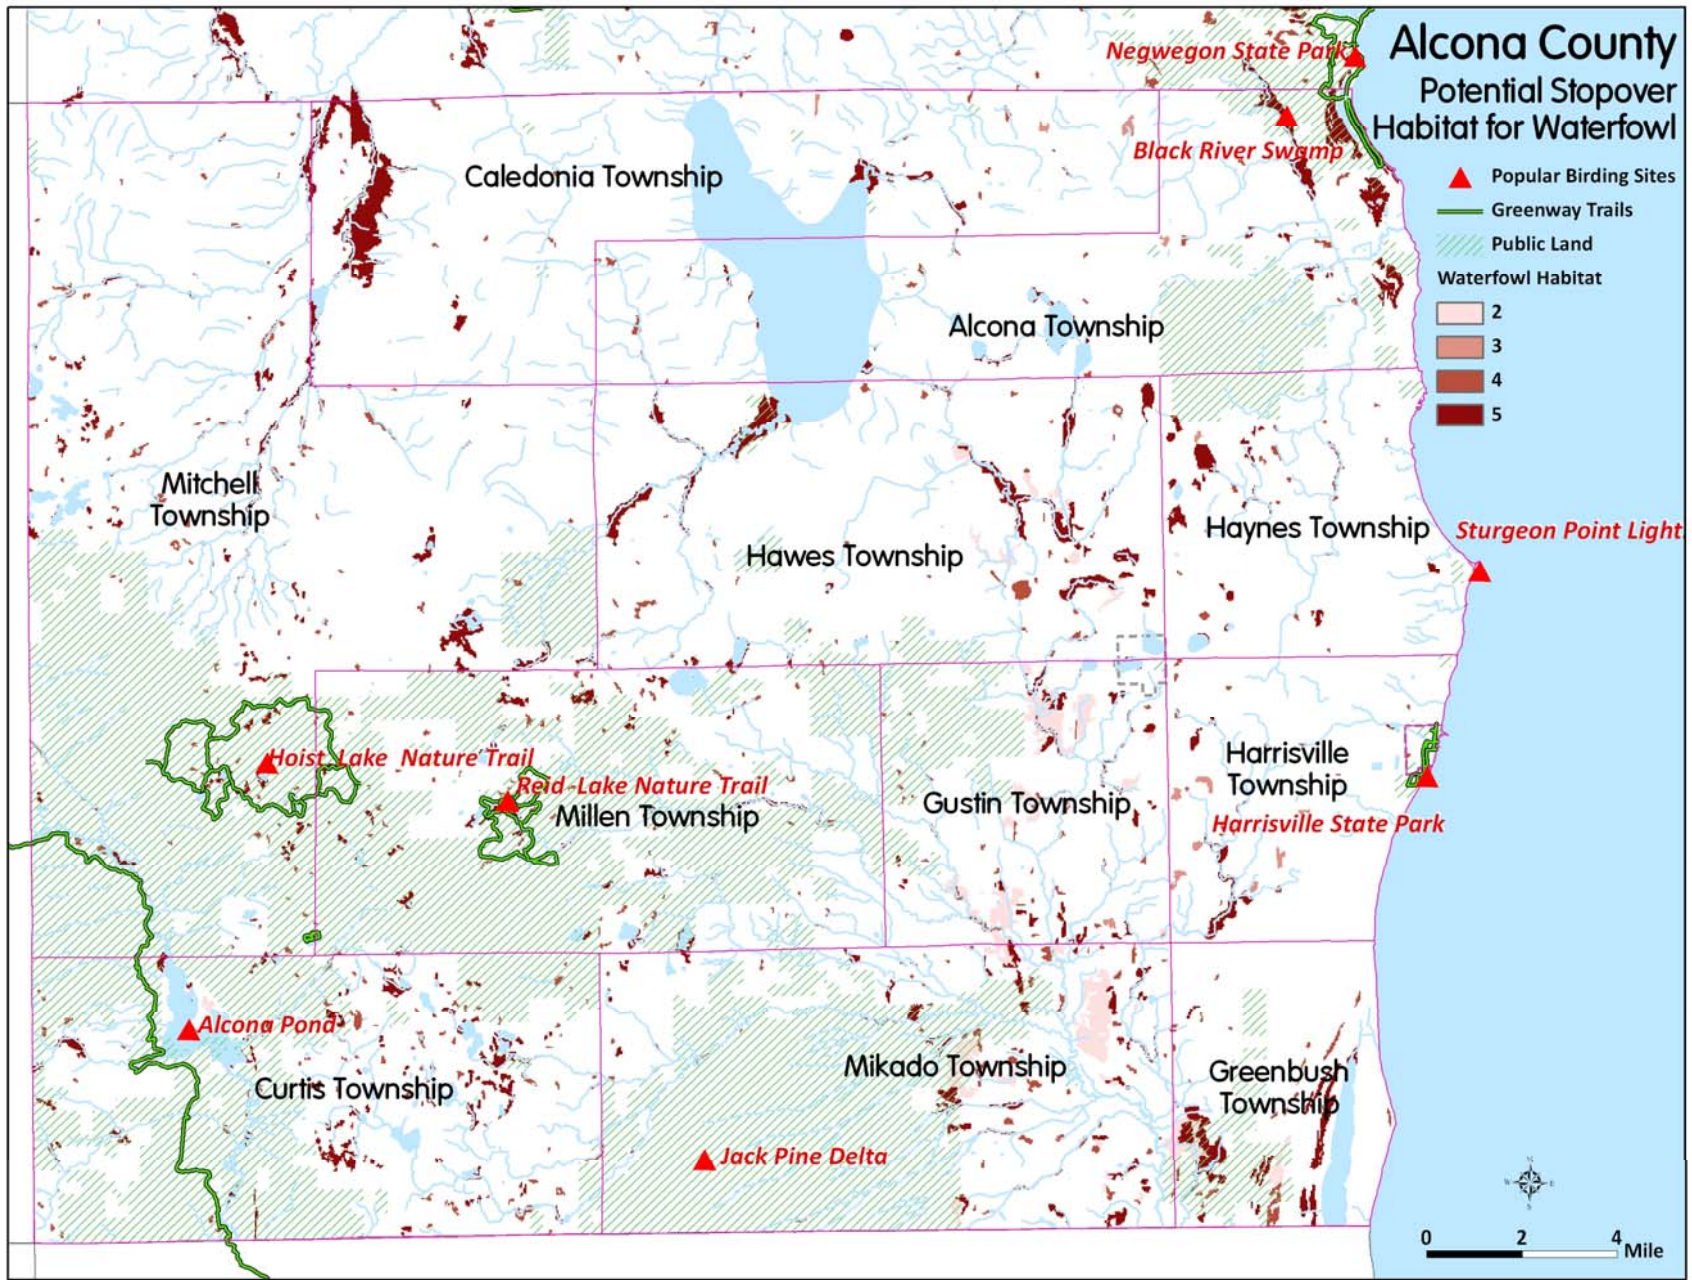 Alcona County
Potential Stopover
Habitat for Waterfowl
Popular Birding Sites
Greenway Trails
Public Land
Waterfowl Habitat
2
3
4
5
Negwegon State Park
Black River Swamp
Caledonia Township
Alcona Township
Mitchell
Township
Hawes Township
Haynes Township
Sturgeon Point Light
Hoist Lake Nature Trail
Reid Lake Nature Trail
Millen Township
Gustin Township
Harrisville
Township
Harrisville State Park
Alcona Pond
Curtis Township
Mikado Township
Greenbush
Township
Jack Pine Delta
0 2 4 Mile